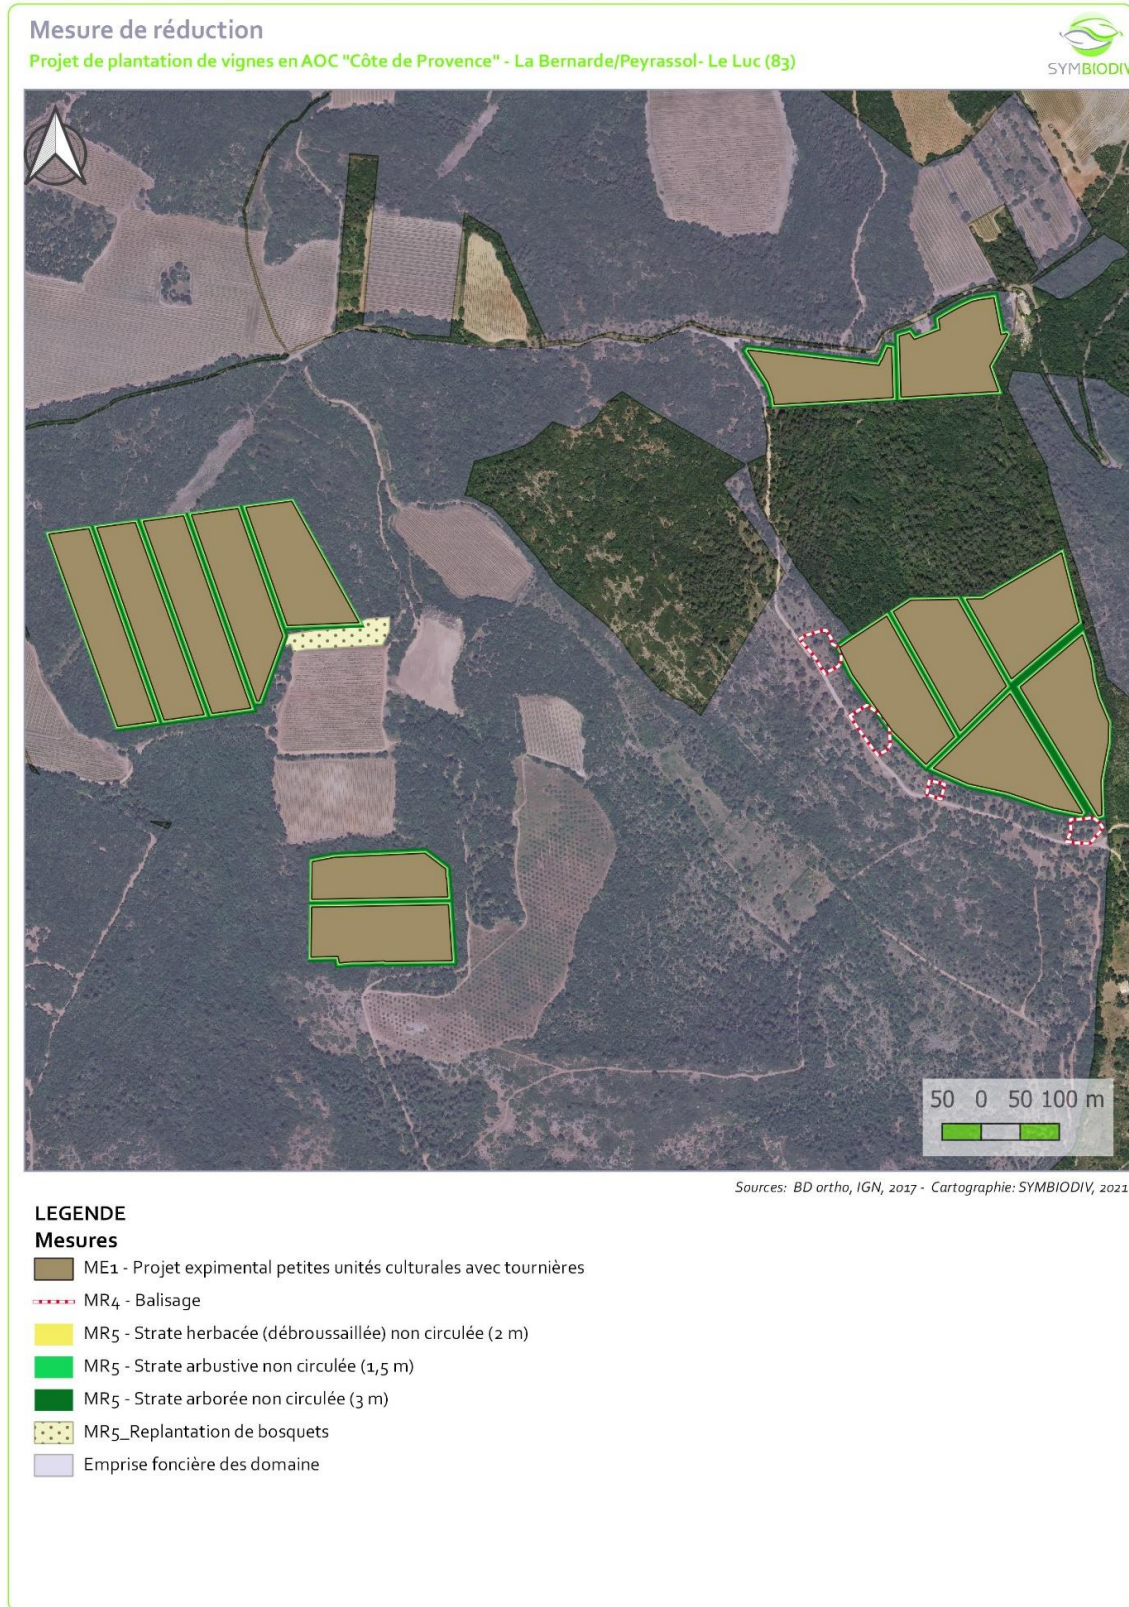 Mesure de réduction
Projet de plantation de vignes en AOC "Côte de Provence" - La Bernarde/Peyrassol- Le Luc (83)
SYMBIODIV
50 0 50 100 m
Sources: BD ortho, IGN, 2017 - Cartographie: SYMBIODIV, 2021
LEGENDE
Mesures
ME1 - Projet expimental petites unités culturales avec tournières
MR4 - Balisage
MR5 - Strate herbacée (débroussaillée) non circulée (2 m)
MR5 - Strate arbustive non circulée (1,5 m)
MR5 - Strate arborée non circulée (3 m)
MR5_Replantation de bosquets
Emprise foncière des domaine